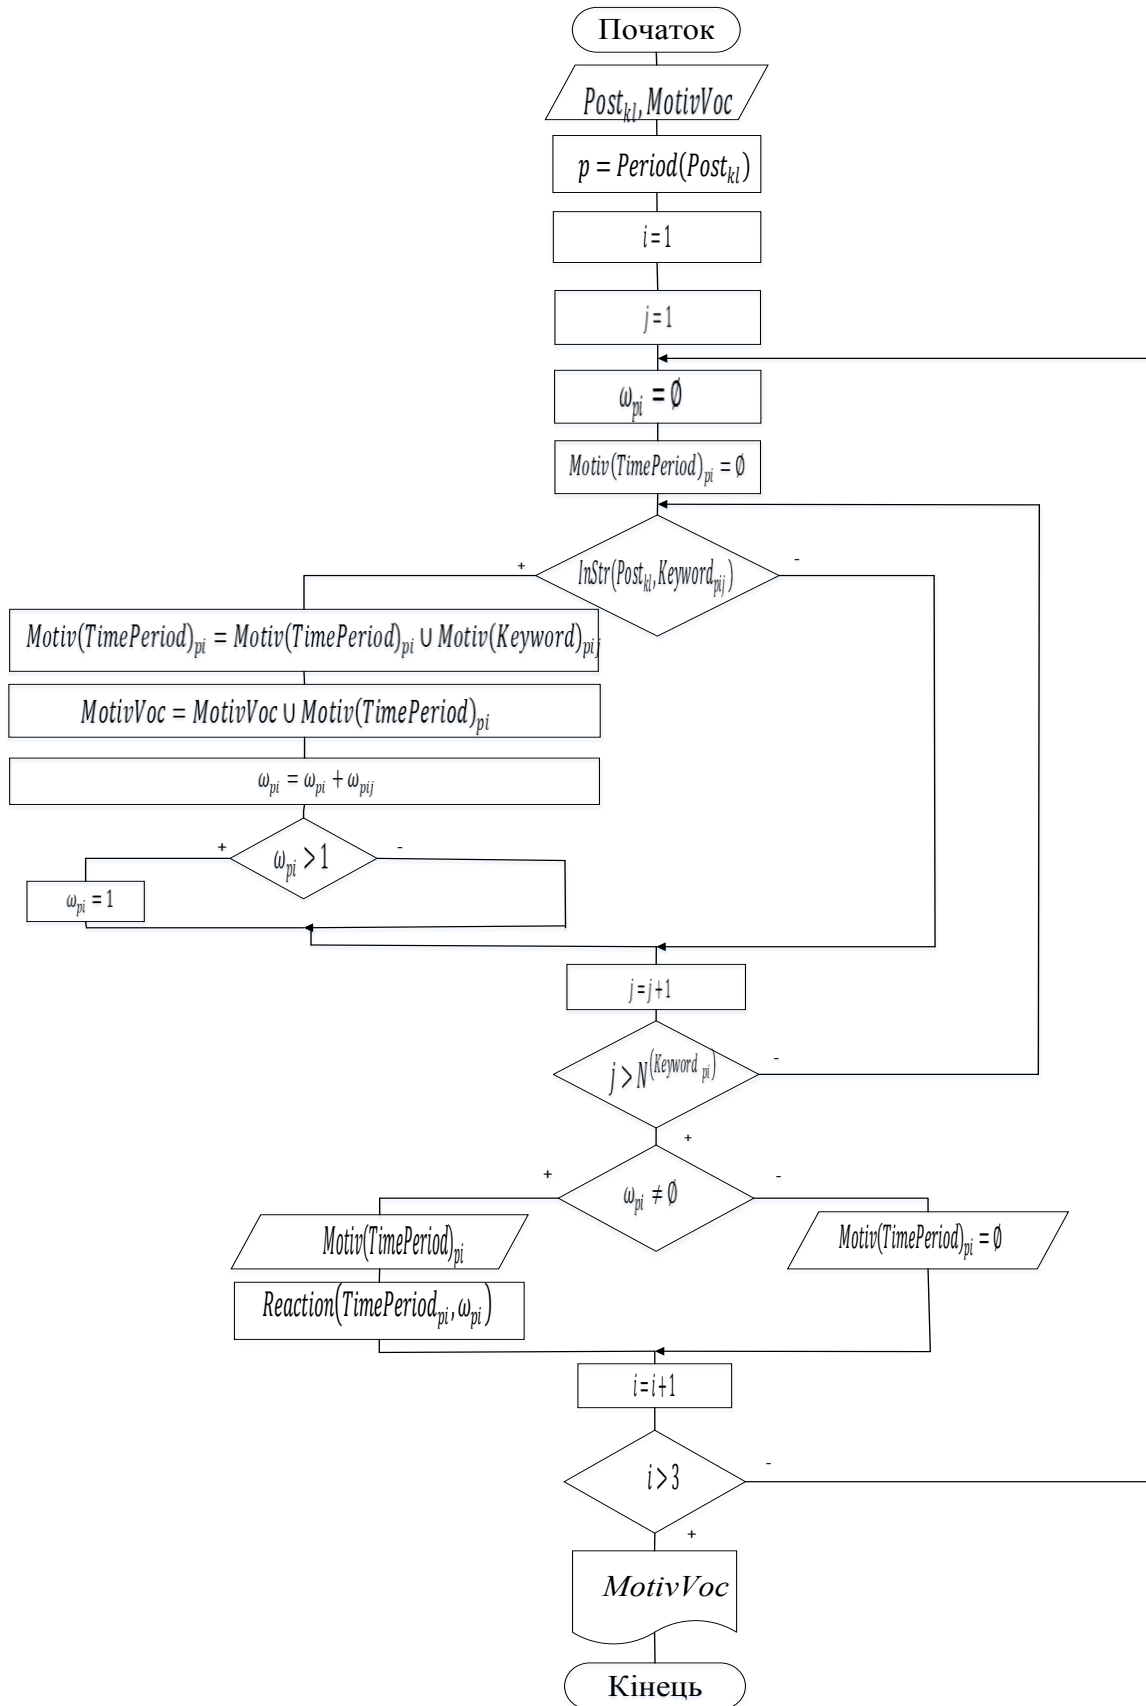 Початок
Post_kl, MotivVoc
p = Period(Post_kl)
i = 1
j = 1
ω_pi = ∅
Motiv(TimePeriod)_pi = ∅
InStr(Post_kl, Keyword_pij)
+
-
Motiv(TimePeriod)_pi = Motiv(TimePeriod)_pi ∪ Motiv(Keyword)_pij
MotivVoc = MotivVoc ∪ Motiv(TimePeriod)_pi
ω_pi = ω_pi + ω_pij
+
ω_pi > 1
-
ω_pi = 1
j = j + 1
j > N^(Keyword_pi)
-
+
+
ω_pi ≠ ∅
-
Motiv(TimePeriod)_pi
Motiv(TimePeriod)_pi = ∅
Reaction(TimePeriod_pi, ω_pi)
i = i + 1
i > 3
-
+
MotivVoc
Кінець